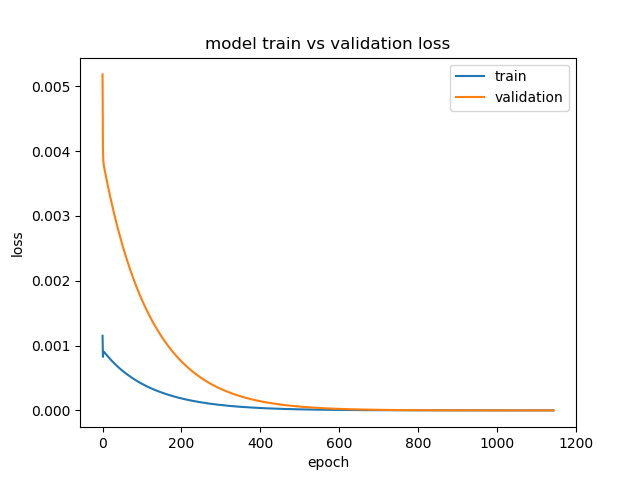 model train vs validation loss
train
validation
loss
0.005
0.004
0.003
0.002
0.001
0.000
0 200 400 600 800 1000 1200
epoch